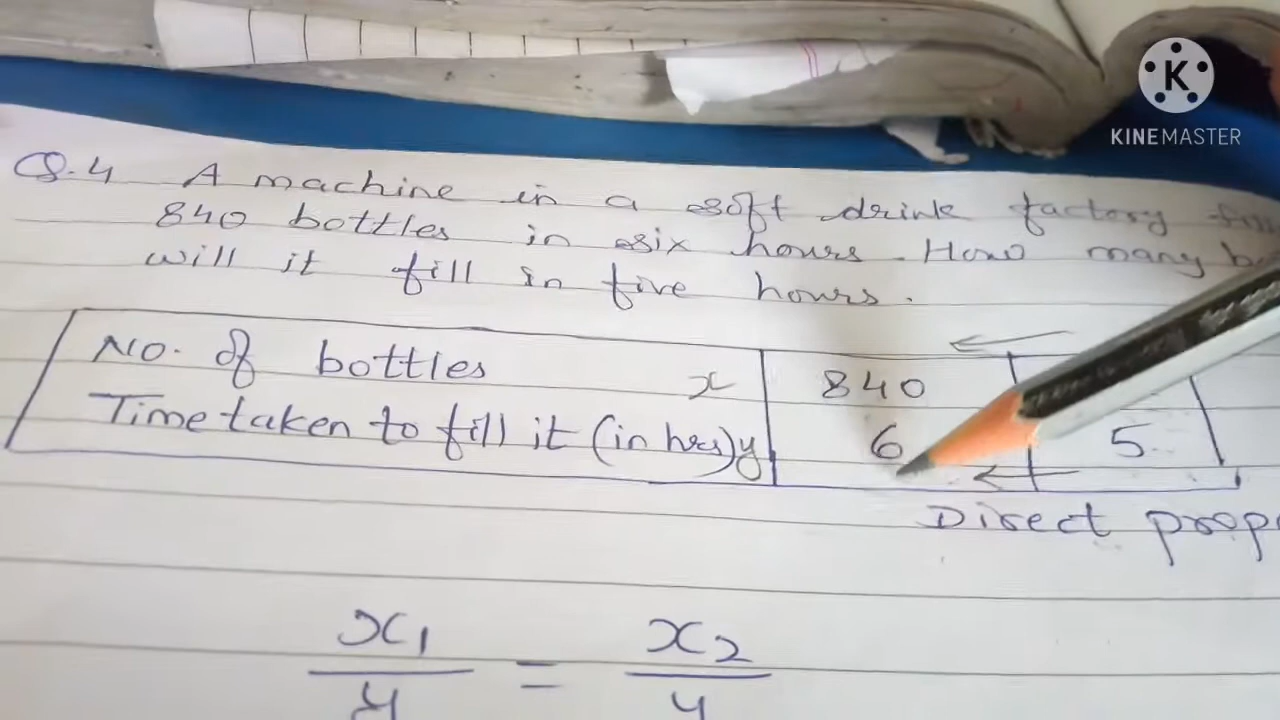 K
KINEMASTER
Q.4 A machine in a soft drink factory
840 bottles in six hours. How many
will it fill in five hours.
No. of bottles x 840
Time taken to fill it (in hrs) y 6 5
Direct
x1 = x2
y y